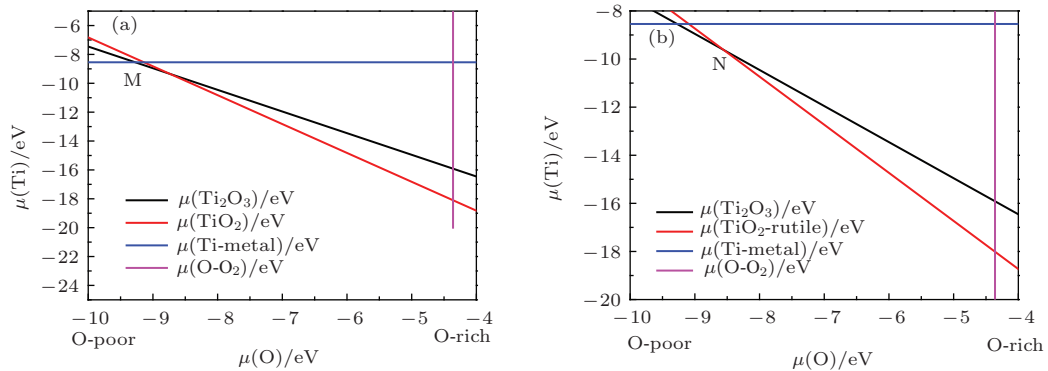 (a)
M
μ(Ti)/eV
−6
−8
−10
−12
−14
−16
−18
−20
−22
−24
μ(Ti₂O₃)/eV
μ(TiO₂)/eV
μ(Ti-metal)/eV
μ(O-O₂)/eV
−10 −9 −8 −7 −6 −5 −4
O-poor μ(O)/eV O-rich
(b)
N
μ(Ti)/eV
−8
−10
−12
−14
−16
−18
−20
μ(Ti₂O₃)/eV
μ(TiO₂-rutile)/eV
μ(Ti-metal)/eV
μ(O-O₂)/eV
−10 −9 −8 −7 −6 −5 −4
O-poor μ(O)/eV O-rich